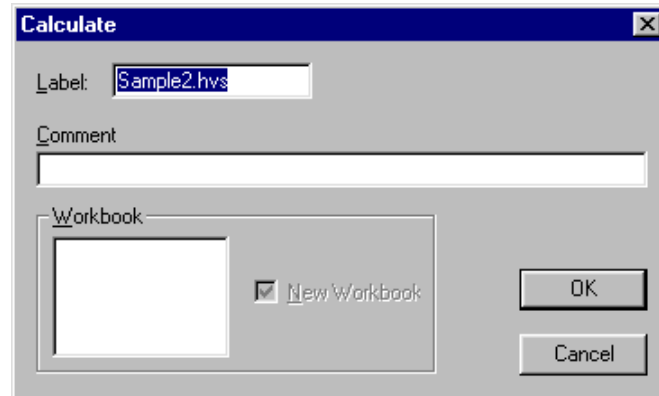 Calculate
Label: Sample2.hvs
Comment
Workbook
New Workbook
OK
Cancel